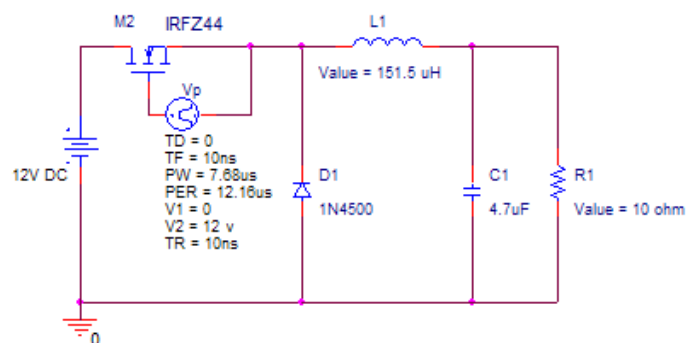 M2
IRFZ44
L1
Value = 151.5 uH
Vp
TD = 0
TF = 10ns
PW = 7.68us
PER = 12.16us
V1 = 0
V2 = 12 v
TR = 10ns
12V DC
D1
1N4500
C1
4.7uF
R1
Value = 10 ohm
0